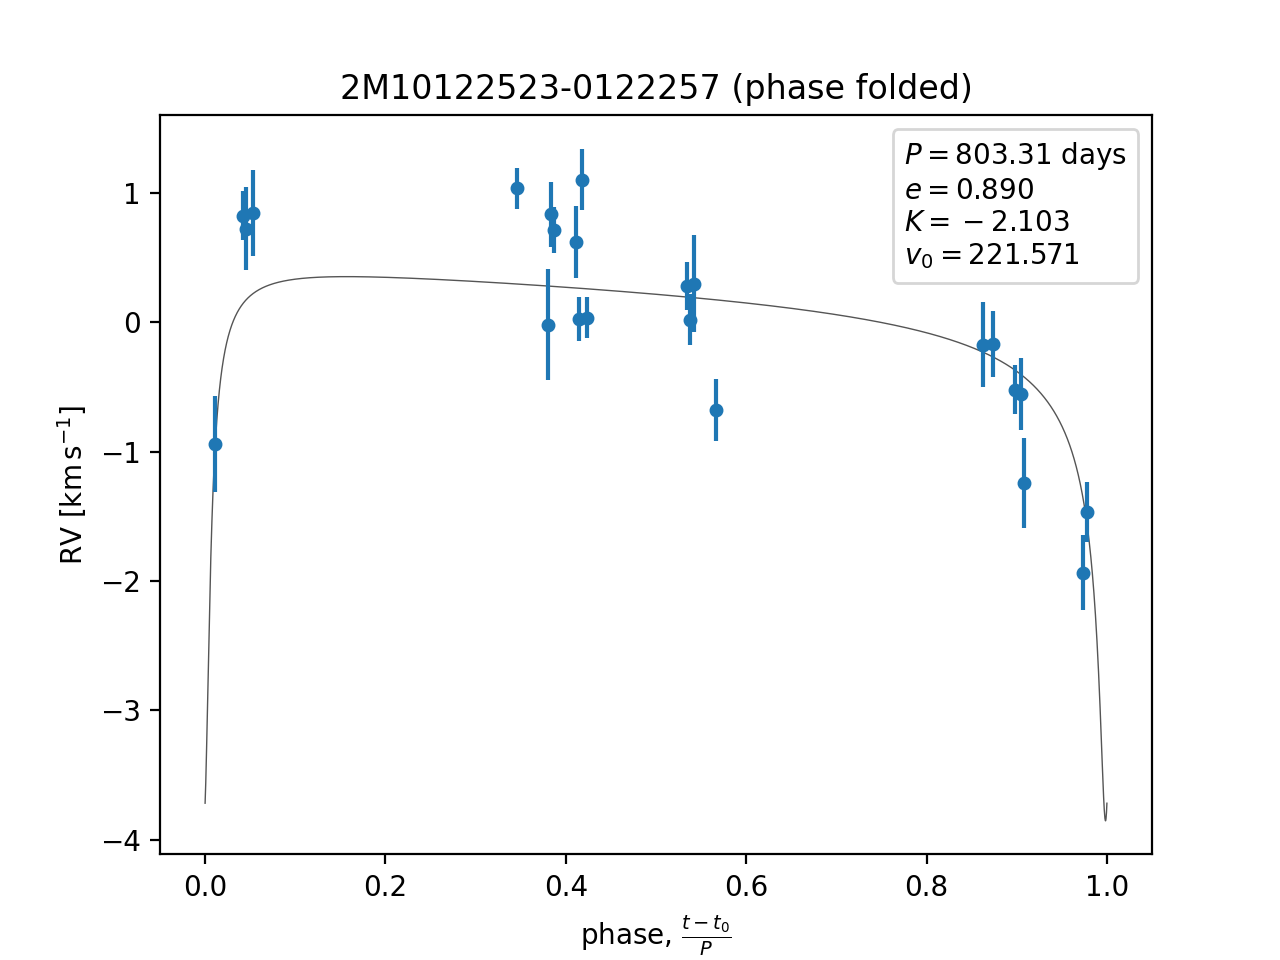 2M10122523-0122257 (phase folded)
P = 803.31 days
e = 0.890
K = −2.103
v₀ = 221.571
RV [km s⁻¹]
1
0
−1
−2
−3
−4
0.0 0.2 0.4 0.6 0.8 1.0
phase, (t − t₀)/P